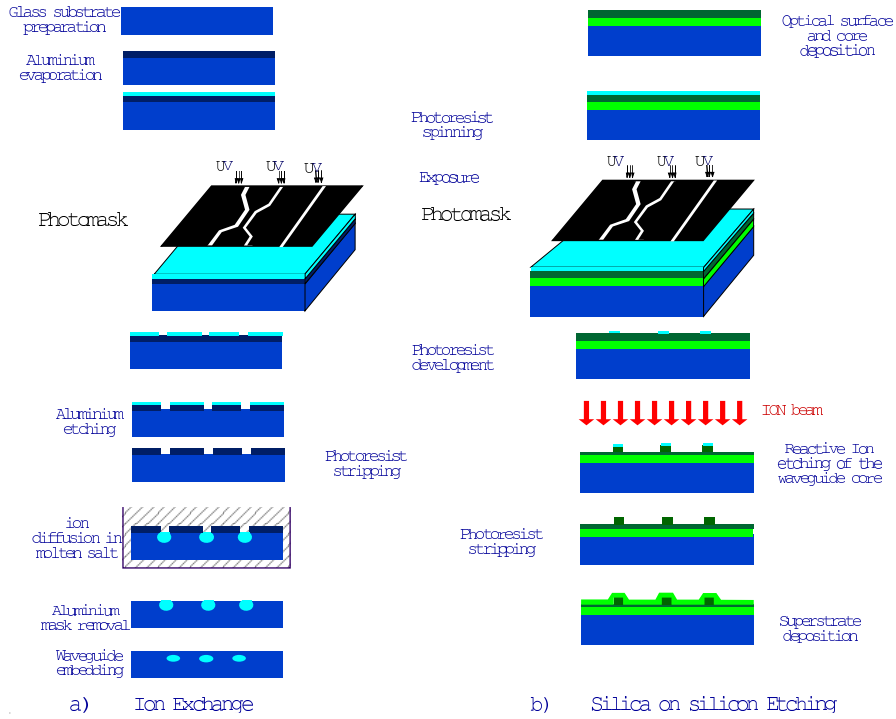 Glass substrate
preparation
Aluminium
evaporation
UV UV UV
Photomask
Aluminium
etching
Photoresist
stripping
ion
diffusion in
molten salt
Aluminium
mask removal
Waveguide
embedding
a) Ion Exchange
Optical surface
and core
deposition
Photoresist
spinning
Exposure
UV UV UV
Photomask
Photoresist
development
ION beam
Reactive Ion
etching of the
waveguide core
Photoresist
stripping
Superstrate
deposition
b) Silica on silicon Etching